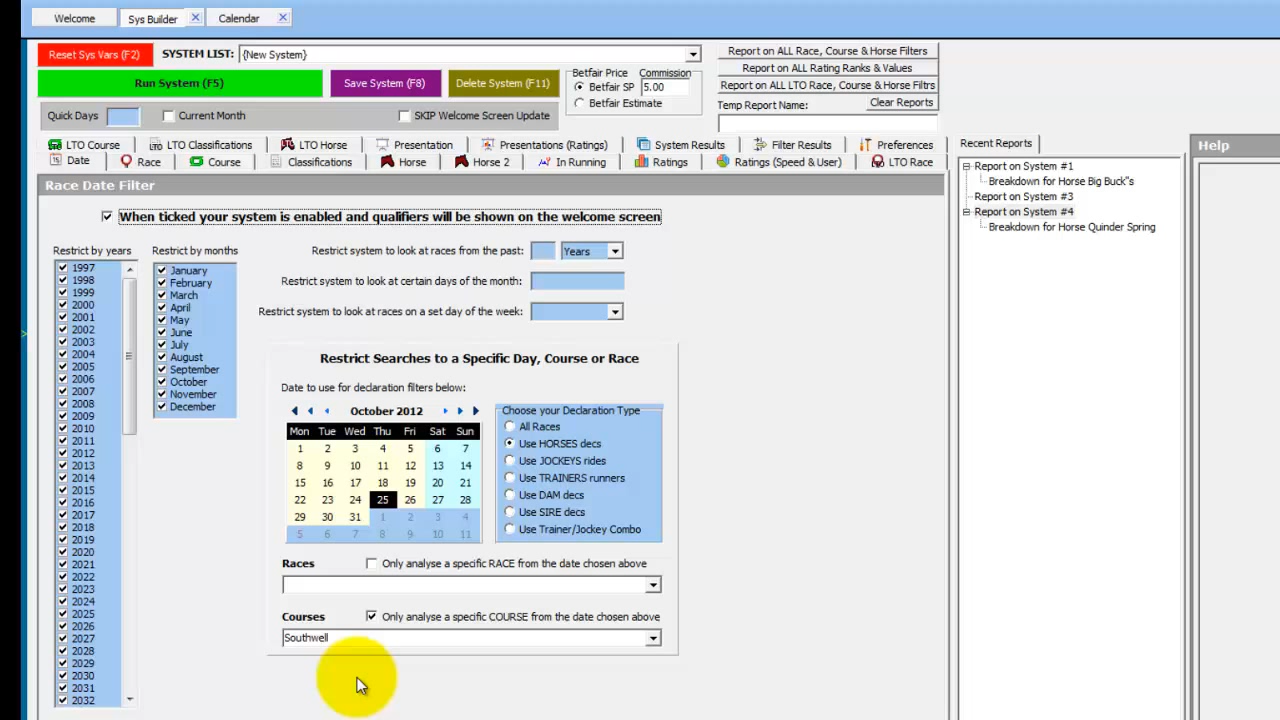 Welcome
Sys Builder
Calendar
Reset Sys Vars (F2)
SYSTEM LIST:
{New System}
Run System (F5)
Save System (F8)
Delete System (F11)
Betfair Price
Commission
Betfair SP
5.00
Betfair Estimate
Report on ALL Race, Course & Horse Filters
Report on ALL Rating Ranks & Values
Report on ALL LTO Race, Course & Horse Filtrs
Temp Report Name:
Clear Reports
Quick Days
Current Month
SKIP Welcome Screen Update
LTO Course
LTO Classifications
LTO Horse
Presentation
Presentations (Ratings)
System Results
Filter Results
Preferences
Date
Race
Course
Classifications
Horse
Horse 2
In Running
Ratings
Ratings (Speed & User)
LTO Race
Recent Reports
Help
Report on System #1
Breakdown for Horse Big Buck"s
Report on System #3
Report on System #4
Breakdown for Horse Quinder Spring
Race Date Filter
When ticked your system is enabled and qualifiers will be shown on the welcome screen
Restrict by years
1997
1998
1999
2000
2001
2002
2003
2004
2005
2006
2007
2008
2009
2010
2011
2012
2013
2014
2015
2016
2017
2018
2019
2020
2021
2022
2023
2024
2025
2026
2027
2028
2029
2030
2031
2032
Restrict by months
January
February
March
April
May
June
July
August
September
October
November
December
Restrict system to look at races from the past:
Years
Restrict system to look at certain days of the month:
Restrict system to look at races on a set day of the week:
Restrict Searches to a Specific Day, Course or Race
Date to use for declaration filters below:
October 2012
Mon Tue Wed Thu Fri Sat Sun
1 2 3 4 5 6 7
8 9 10 11 12 13 14
15 16 17 18 19 20 21
22 23 24 25 26 27 28
29 30 31 1 2 3 4
5 6 7 8 9 10 11
Choose your Declaration Type
All Races
Use HORSES decs
Use JOCKEYS rides
Use TRAINERS runners
Use DAM decs
Use SIRE decs
Use Trainer/Jockey Combo
Races
Only analyse a specific RACE from the date chosen above
Courses
Only analyse a specific COURSE from the date chosen above
Southwell